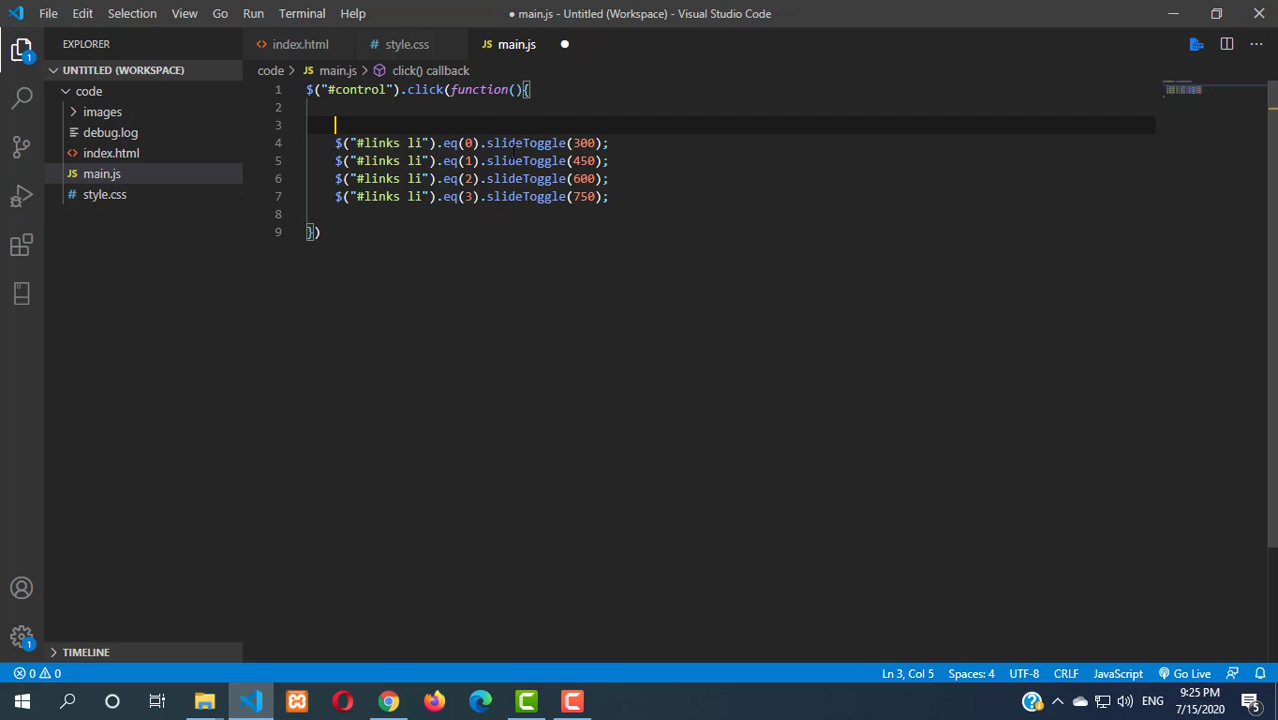 File Edit Selection View Go Run Terminal Help
● main.js - Untitled (Workspace) - Visual Studio Code
EXPLORER
UNTITLED (WORKSPACE)
code
images
debug.log
index.html
main.js
style.css
TIMELINE
index.html style.css JS main.js
code > JS main.js > click() callback
1 $("#control").click(function(){
2
3
4 $("#links li").eq(0).slideToggle(300);
5 $("#links li").eq(1).slideToggle(450);
6 $("#links li").eq(2).slideToggle(600);
7 $("#links li").eq(3).slideToggle(750);
8
9 })
0 0 Ln 3, Col 5 Spaces: 4 UTF-8 CRLF JavaScript Go Live
ENG 9:25 PM
7/15/2020 5